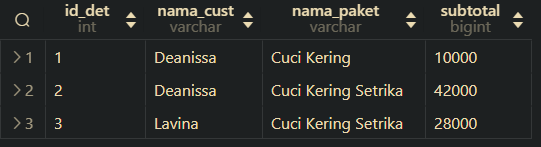 id_det nama_cust nama_paket subtotal
int varchar varchar bigint
1 1 Deanissa Cuci Kering 10000
2 2 Deanissa Cuci Kering Setrika 42000
3 3 Lavina Cuci Kering Setrika 28000